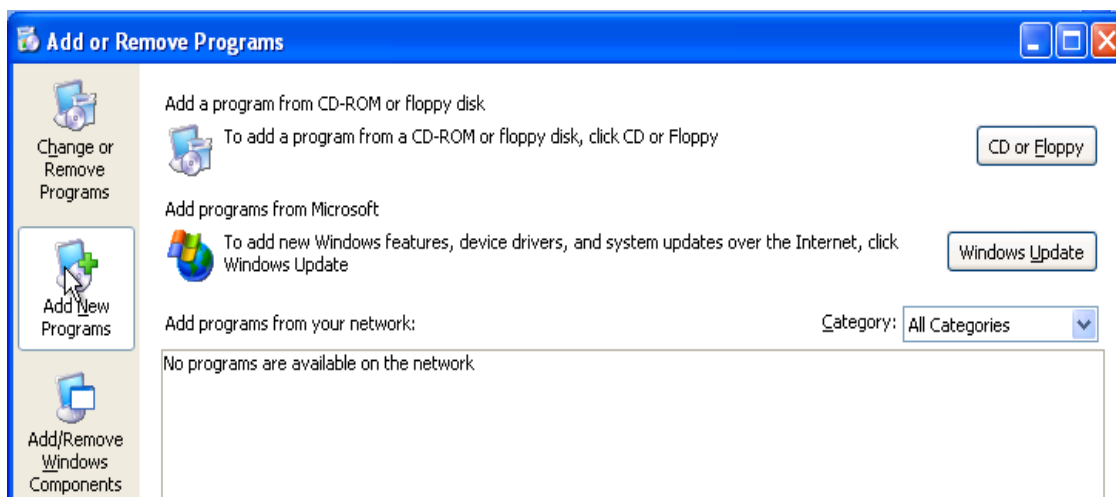 Add or Remove Programs
Change or
Remove
Programs
Add New
Programs
Add/Remove
Windows
Components
Add a program from CD-ROM or floppy disk
To add a program from a CD-ROM or floppy disk, click CD or Floppy
CD or Floppy
Add programs from Microsoft
To add new Windows features, device drivers, and system updates over the Internet, click
Windows Update
Windows Update
Add programs from your network:
Category: All Categories
No programs are available on the network